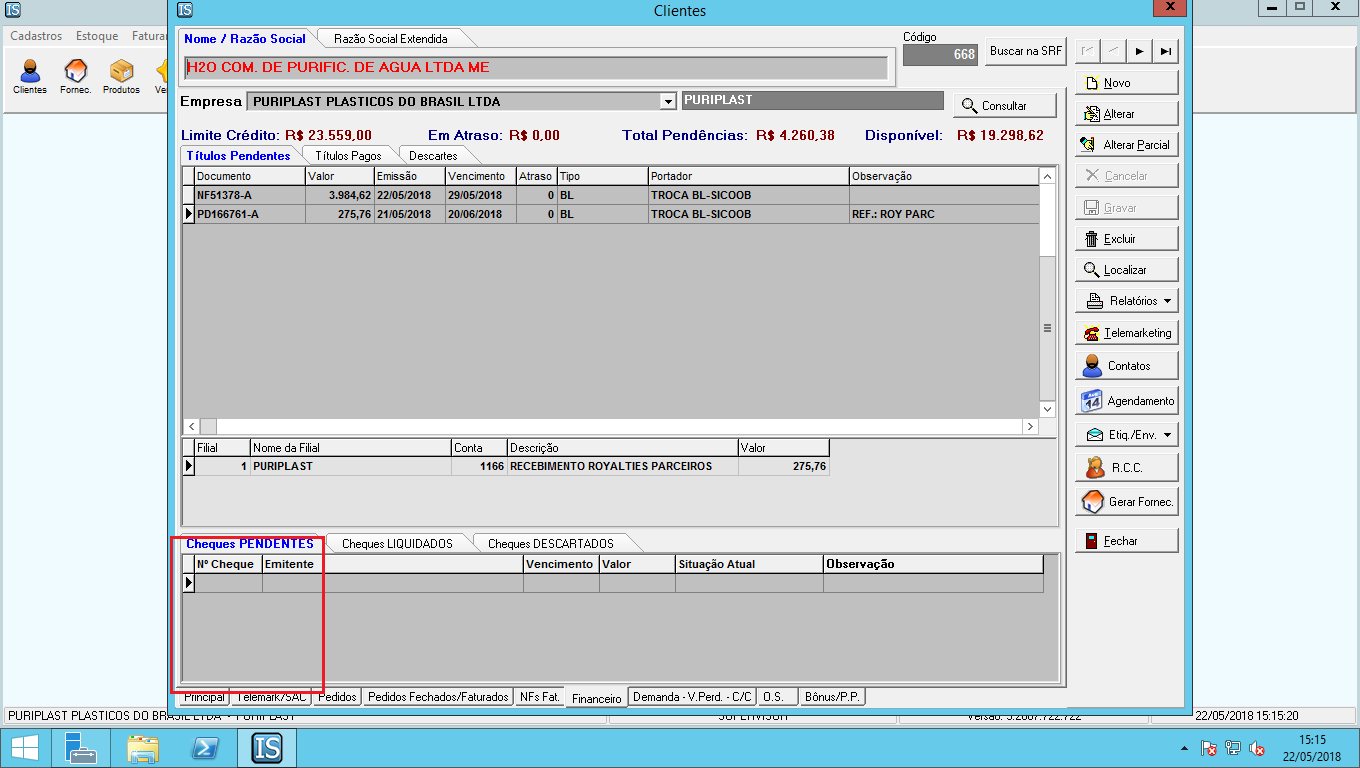 IS
IS Clientes X
Cadastros Estoque Fatura
Clientes Fornec. Produtos Ve
Nome / Razão Social Razão Social Extendida
H2O COM. DE PURIFIC. DE AGUA LTDA ME
Código
668
Buscar na SRF
Empresa PURIPLAST PLASTICOS DO BRASIL LTDA PURIPLAST Consultar
Limite Crédito: R$ 23.559,00 Em Atraso: R$ 0,00 Total Pendências: R$ 4.260,38 Disponível: R$ 19.298,62
Títulos Pendentes Títulos Pagos Descartes
Documento Valor Emissão Vencimento Atraso Tipo Portador Observação
NF51378-A 3.984,62 22/05/2018 29/05/2018 0 BL TROCA BL-SICOOB
PD166761-A 275,76 21/05/2018 20/06/2018 0 BL TROCA BL-SICOOB REF.: ROY PARC
Filial Nome da Filial Conta Descrição Valor
1 PURIPLAST 1166 RECEBIMENTO ROYALTIES PARCEIROS 275,76
Cheques PENDENTES Cheques LIQUIDADOS Cheques DESCARTADOS
Nº Cheque Emitente Vencimento Valor Situação Atual Observação
Principal Telemark/SAC Pedidos Pedidos Fechados/Faturados NFs Fat. Financeiro Demanda - V.Perd. - C/C O.S. Bônus/P.P.
Novo
Alterar
Alterar Parcial
Cancelar
Gravar
Excluir
Localizar
Relatórios
Telemarketing
Contatos
Agendamento
Etiq./Env.
R.C.C.
Gerar Fornec.
Fechar
PURIPLAST PLASTICOS DO BRASIL LTDA - PURIPLAST SUPERVISOR Versão: 5.2607.722.722 22/05/2018 15:15:20
IS
15:15
22/05/2018